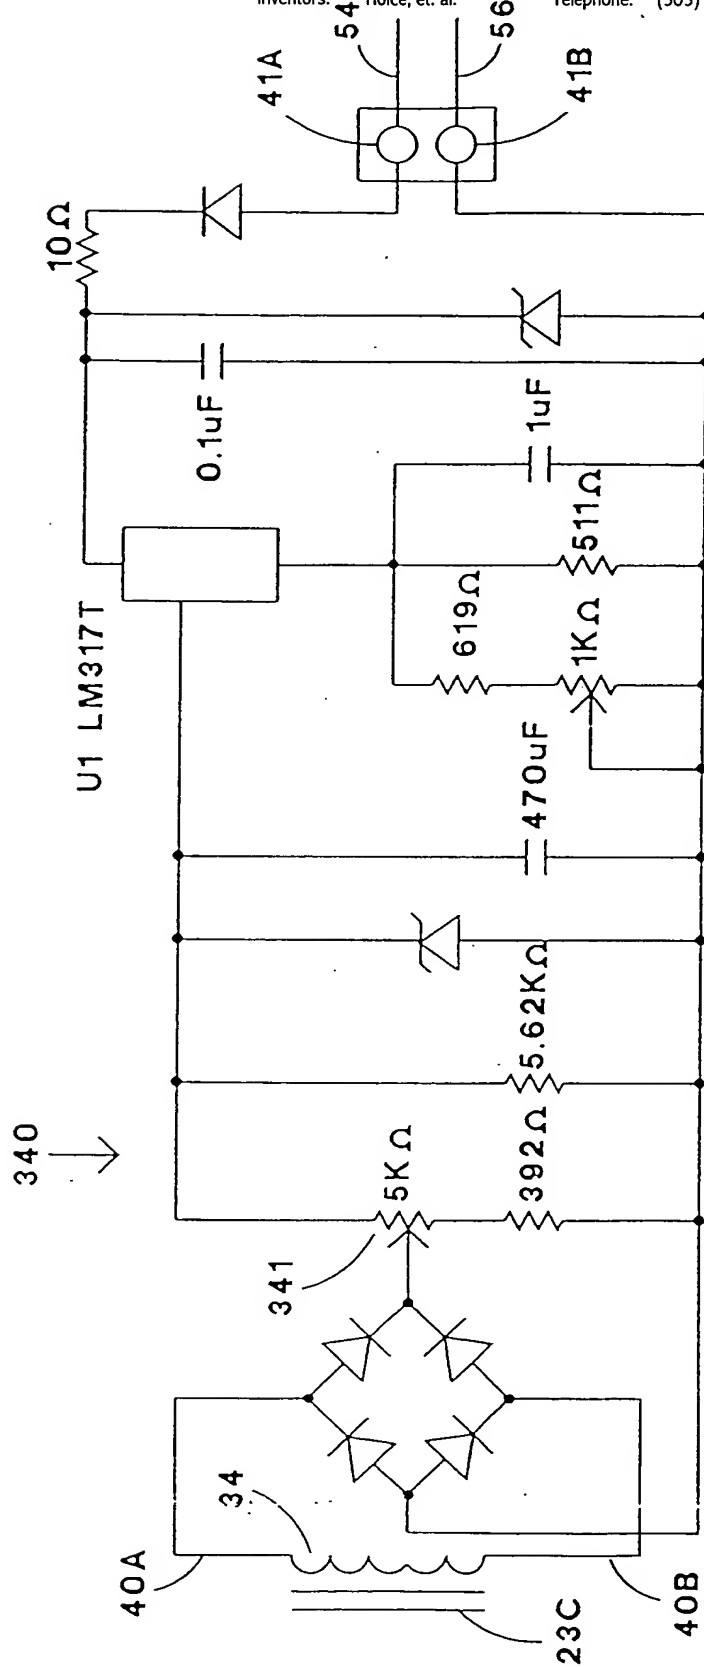 Inventors: Hoice, et. al. Telephone: (505)
340
341
5KΩ
392Ω
5.62KΩ
470uF
U1 LM317T
619Ω
1KΩ
511Ω
1uF
0.1uF
10Ω
41A
41B
54
56
40A
34
23C
40B